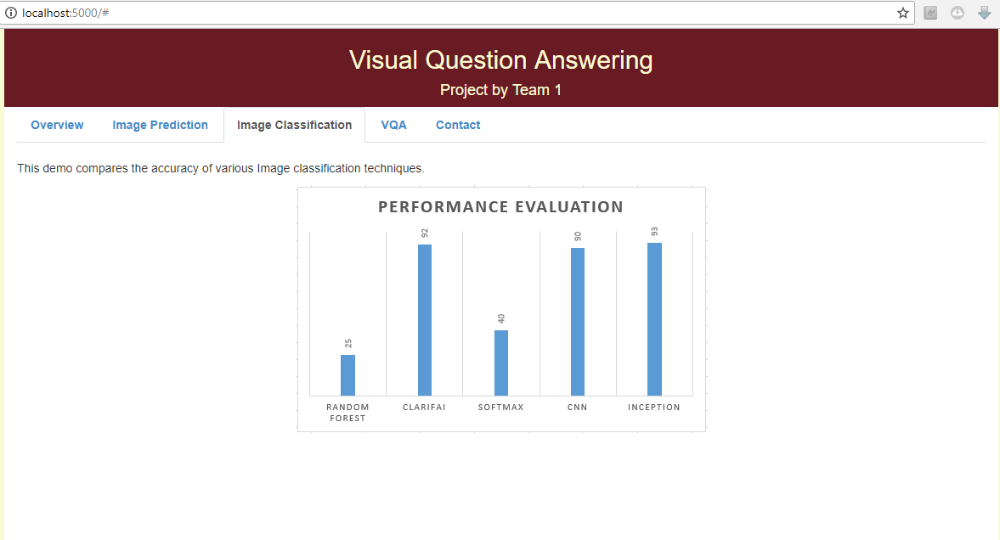 localhost:5000/#
Visual Question Answering
Project by Team 1
Overview Image Prediction Image Classification VQA Contact
This demo compares the accuracy of various Image classification techniques.
PERFORMANCE EVALUATION
25 92 40 90 93
RANDOM FOREST CLARIFAI SOFTMAX CNN INCEPTION